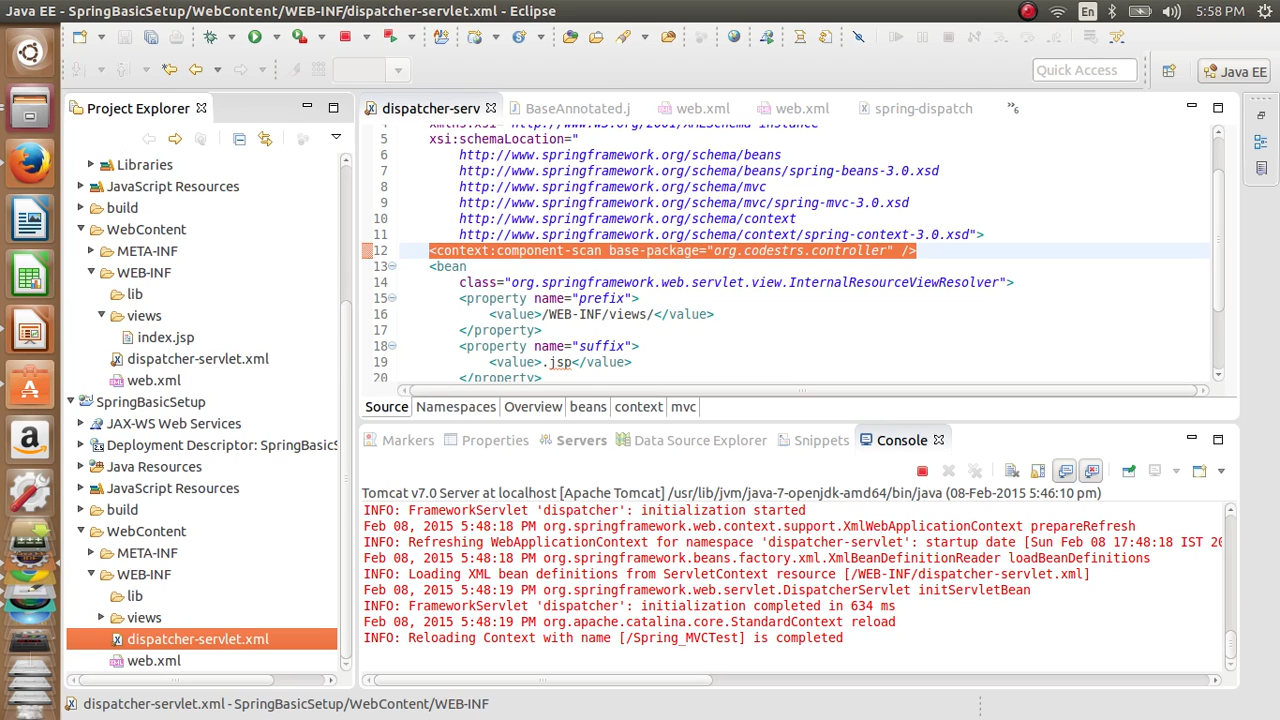 Java EE - SpringBasicSetup/WebContent/WEB-INF/dispatcher-servlet.xml - Eclipse
En
5:58 PM
Quick Access
Java EE
Project Explorer
Libraries
JavaScript Resources
build
WebContent
META-INF
WEB-INF
lib
views
index.jsp
dispatcher-servlet.xml
web.xml
SpringBasicSetup
JAX-WS Web Services
Deployment Descriptor: SpringBasicS
Java Resources
JavaScript Resources
build
WebContent
META-INF
WEB-INF
lib
views
dispatcher-servlet.xml
web.xml
dispatcher-serv
BaseAnnotated.j
web.xml
web.xml
spring-dispatch
»6
4 xmlns:xsi="http://www.w3.org/2001/XMLSchema-instance"
5 xsi:schemaLocation="
6 http://www.springframework.org/schema/beans
7 http://www.springframework.org/schema/beans/spring-beans-3.0.xsd
8 http://www.springframework.org/schema/mvc
9 http://www.springframework.org/schema/mvc/spring-mvc-3.0.xsd
10 http://www.springframework.org/schema/context
11 http://www.springframework.org/schema/context/spring-context-3.0.xsd">
12 <context:component-scan base-package="org.codestrs.controller" />
13 <bean
14 class="org.springframework.web.servlet.view.InternalResourceViewResolver">
15 <property name="prefix">
16 <value>/WEB-INF/views/</value>
17 </property>
18 <property name="suffix">
19 <value>.jsp</value>
20 </property>
Source Namespaces Overview beans context mvc
Markers Properties Servers Data Source Explorer Snippets Console
Tomcat v7.0 Server at localhost [Apache Tomcat] /usr/lib/jvm/java-7-openjdk-amd64/bin/java (08-Feb-2015 5:46:10 pm)
INFO: FrameworkServlet 'dispatcher': initialization started
Feb 08, 2015 5:48:18 PM org.springframework.web.context.support.XmlWebApplicationContext prepareRefresh
INFO: Refreshing WebApplicationContext for namespace 'dispatcher-servlet': startup date [Sun Feb 08 17:48:18 IST 20
Feb 08, 2015 5:48:18 PM org.springframework.beans.factory.xml.XmlBeanDefinitionReader loadBeanDefinitions
INFO: Loading XML bean definitions from ServletContext resource [/WEB-INF/dispatcher-servlet.xml]
Feb 08, 2015 5:48:19 PM org.springframework.web.servlet.DispatcherServlet initServletBean
INFO: FrameworkServlet 'dispatcher': initialization completed in 634 ms
Feb 08, 2015 5:48:19 PM org.apache.catalina.core.StandardContext reload
INFO: Reloading Context with name [/Spring_MVCTest] is completed
dispatcher-servlet.xml - SpringBasicSetup/WebContent/WEB-INF